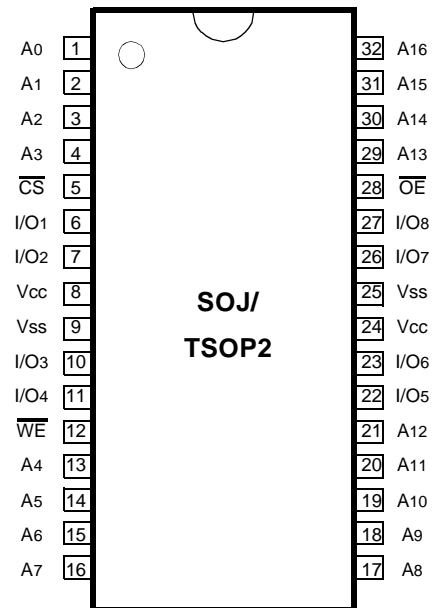 A0 1 32 A16
A1 2 31 A15
A2 3 30 A14
A3 4 29 A13
C̅S̅ 5 28 O̅E̅
I/O1 6 27 I/O8
I/O2 7 26 I/O7
Vcc 8 25 Vss
SOJ/
Vss 9 24 Vcc
TSOP2
I/O3 10 23 I/O6
I/O4 11 22 I/O5
W̅E̅ 12 21 A12
A4 13 20 A11
A5 14 19 A10
A6 15 18 A9
A7 16 17 A8